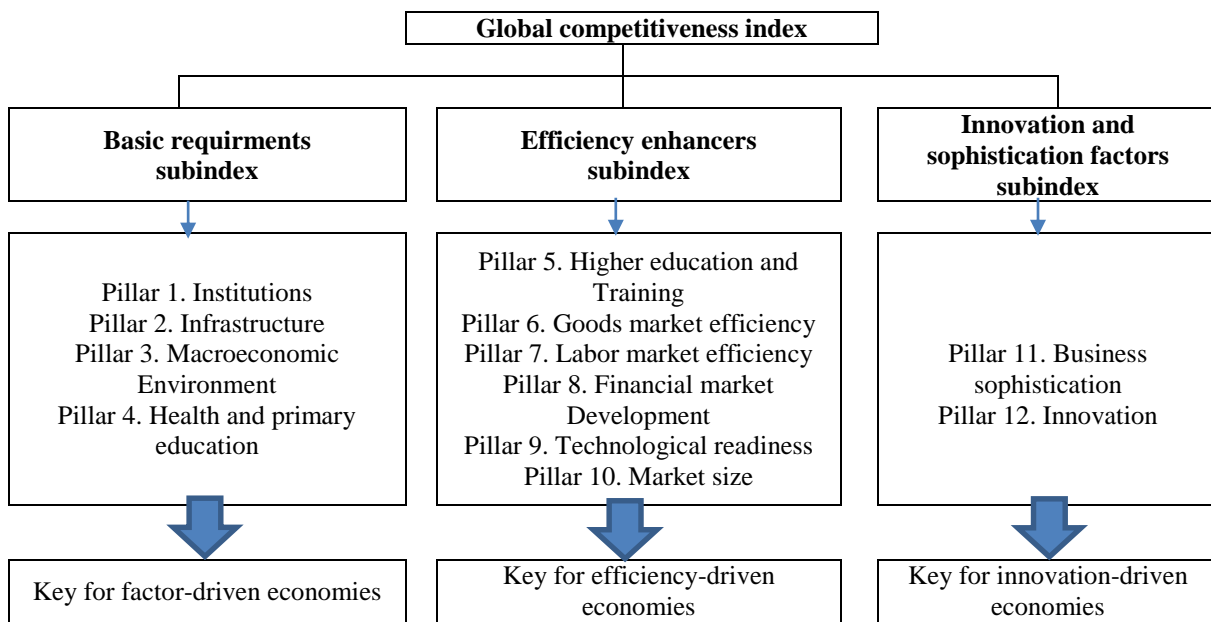 Global competitiveness index
Basic requirments
subindex
Efficiency enhancers
subindex
Innovation and
sophistication factors
subindex
Pillar 1. Institutions
Pillar 2. Infrastructure
Pillar 3. Macroeconomic
Environment
Pillar 4. Health and primary
education
Pillar 5. Higher education and
Training
Pillar 6. Goods market efficiency
Pillar 7. Labor market efficiency
Pillar 8. Financial market
Development
Pillar 9. Technological readiness
Pillar 10. Market size
Pillar 11. Business
sophistication
Pillar 12. Innovation
Key for factor-driven economies
Key for efficiency-driven
economies
Key for innovation-driven
economies